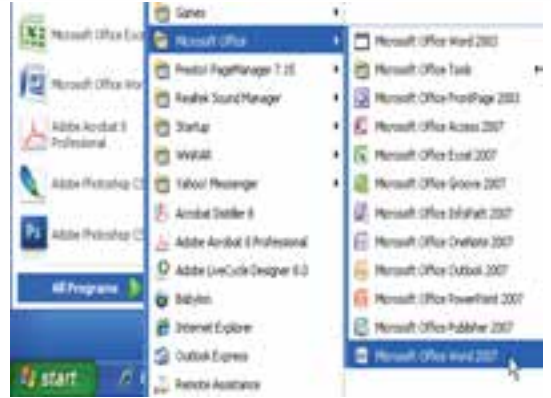 Microsoft Office Exc
Microsoft Office Wor
Adobe Acrobat 8
Professional
Adobe Photoshop CS
Adobe Photoshop CS
All Programs
start
Games
Microsoft Office
Presto! PageManager 7.15
Realtek Sound Manager
Startup
WinRAR
Yahoo! Messenger
Acrobat Distiller 8
Adobe Acrobat 8 Professional
Adobe LiveCycle Designer 8.0
Babylon
Internet Explorer
Outlook Express
Remote Assistance
Microsoft Office Word 2003
Microsoft Office Tools
Microsoft Office FrontPage 2003
Microsoft Office Access 2007
Microsoft Office Excel 2007
Microsoft Office Groove 2007
Microsoft Office InfoPath 2007
Microsoft Office OneNote 2007
Microsoft Office Outlook 2007
Microsoft Office PowerPoint 2007
Microsoft Office Publisher 2007
Microsoft Office Word 2007